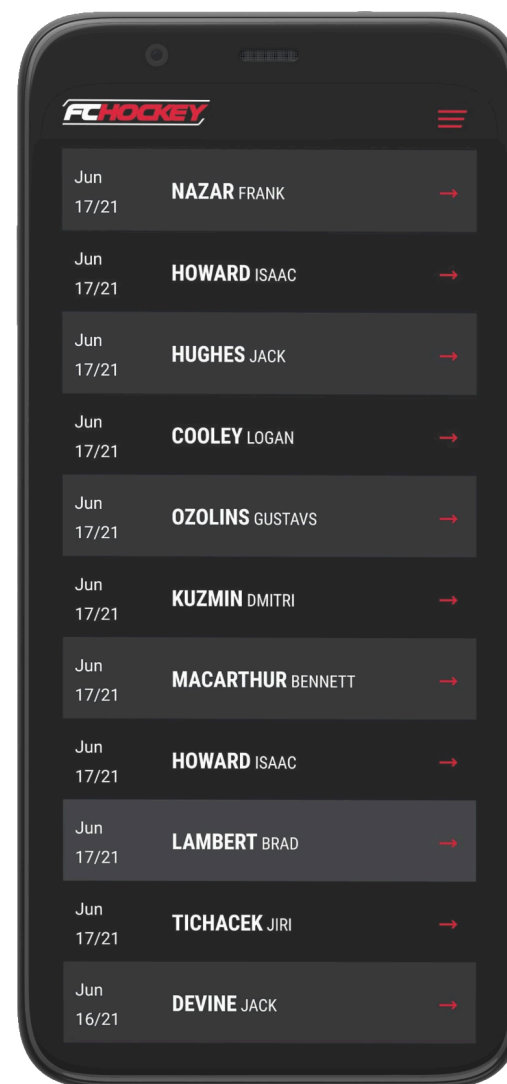 FCHOCKEY
Jun
17/21
NAZAR FRANK
Jun
17/21
HOWARD ISAAC
Jun
17/21
HUGHES JACK
Jun
17/21
COOLEY LOGAN
Jun
17/21
OZOLINS GUSTAVS
Jun
17/21
KUZMIN DMITRI
Jun
17/21
MACARTHUR BENNETT
Jun
17/21
HOWARD ISAAC
Jun
17/21
LAMBERT BRAD
Jun
17/21
TICHACEK JIRI
Jun
16/21
DEVINE JACK